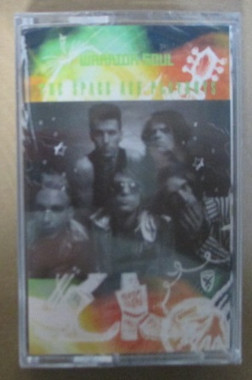 WARRIOR SOUL
THE SPACE AGE PLAYBOYS